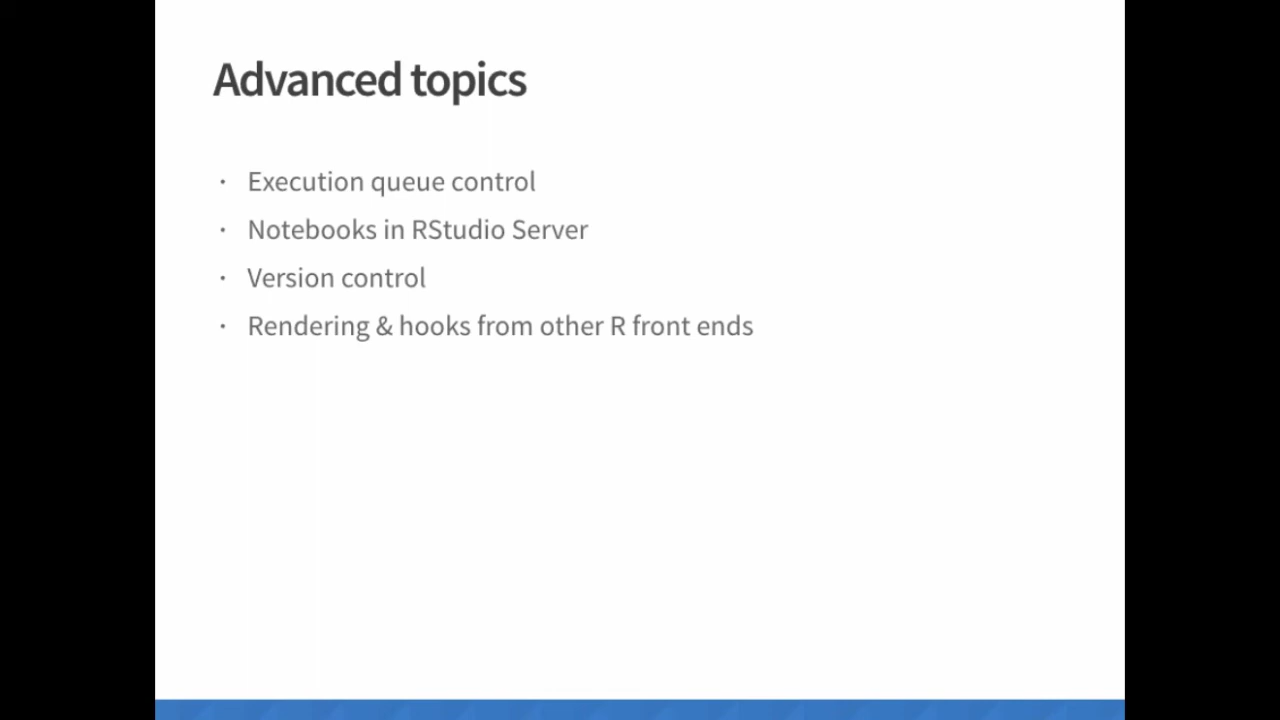 Advanced topics
· Execution queue control
· Notebooks in RStudio Server
· Version control
· Rendering & hooks from other R front ends